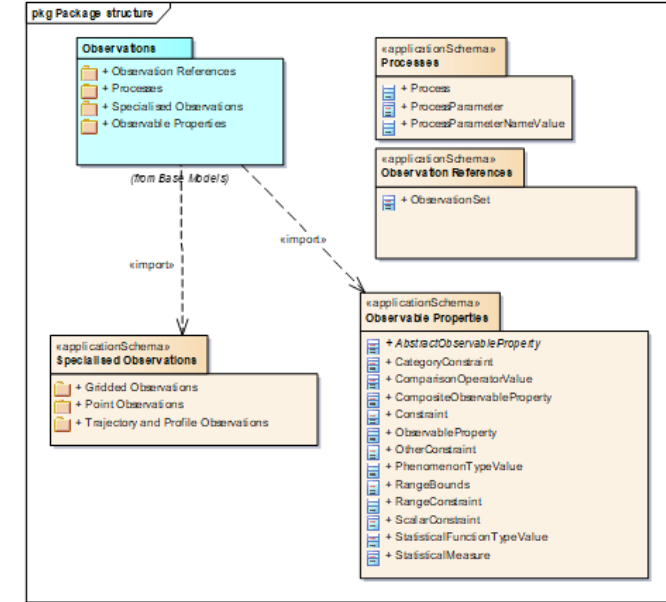 pkg Package structure
Observations
+ Observation References
+ Processes
+ Specialised Observations
+ Observable Properties
(from Base Models)
«applicationSchema»
Processes
+ Process
+ ProcessParameter
+ ProcessParameterNameValue
«applicationSchema»
Observation References
+ ObservationSet
«import»
«import»
«applicationSchema»
Specialised Observations
+ Gridded Observations
+ Point Observations
+ Trajectory and Profile Observations
«applicationSchema»
Observable Properties
+ AbstractObservableProperty
+ CategoryConstraint
+ ComparisonOperatorValue
+ CompositeObservableProperty
+ Constraint
+ ObservableProperty
+ OtherConstraint
+ PhenomenonTypeValue
+ RangeBounds
+ RangeConstraint
+ ScalarConstraint
+ StatisticalFunctionTypeValue
+ StatisticalMeasure